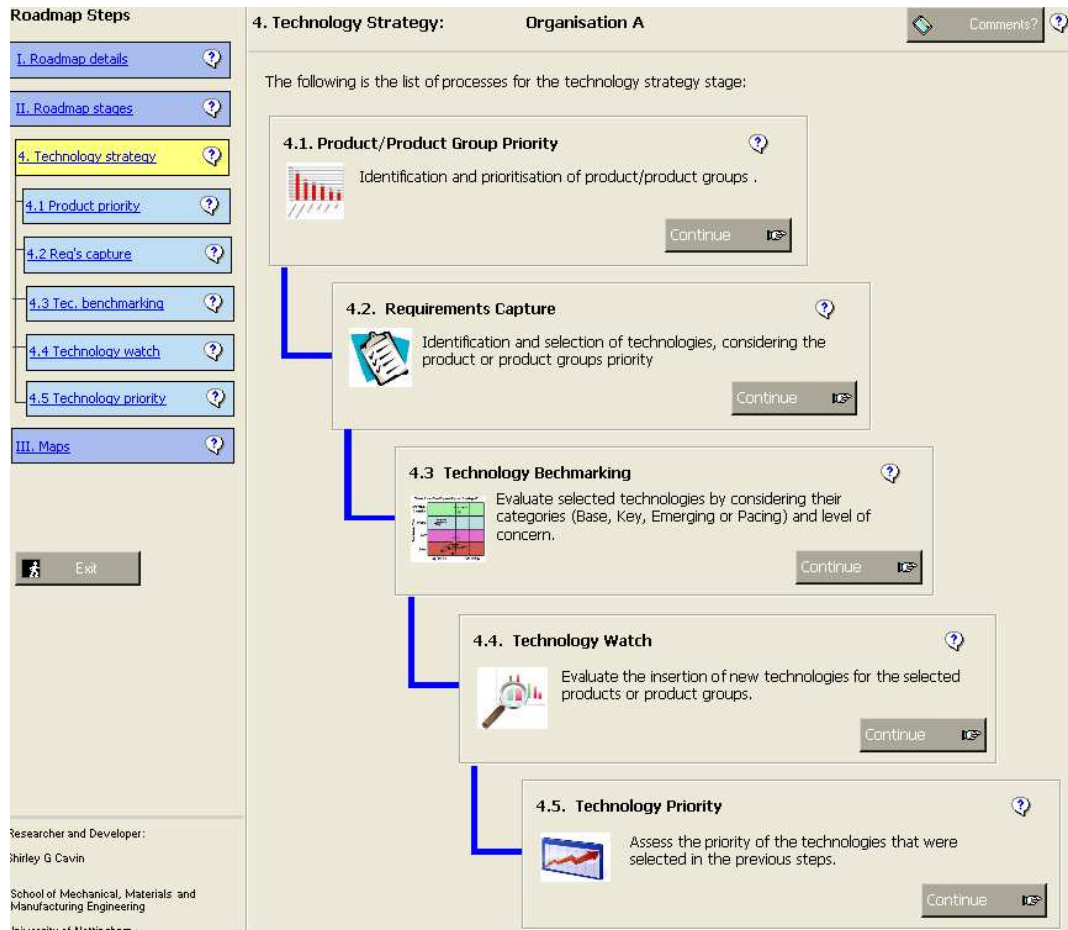 Roadmap Steps
I. Roadmap details
II. Roadmap stages
4. Technology strategy
4.1 Product priority
4.2 Req's capture
4.3 Tec. benchmarking
4.4 Technology watch
4.5 Technology priority
III. Maps
Exit
Researcher and Developer:
Shirley G Cavin
School of Mechanical, Materials and
Manufacturing Engineering
University of Nottingham
4. Technology Strategy: Organisation A
Comments?
The following is the list of processes for the technology strategy stage:
4.1. Product/Product Group Priority
Identification and prioritisation of product/product groups .
Continue
4.2. Requirements Capture
Identification and selection of technologies, considering the
product or product groups priority
Continue
4.3 Technology Bechmarking
Evaluate selected technologies by considering their
categories (Base, Key, Emerging or Pacing) and level of
concern.
Continue
4.4. Technology Watch
Evaluate the insertion of new technologies for the selected
products or product groups.
Continue
4.5. Technology Priority
Assess the priority of the technologies that were
selected in the previous steps.
Continue